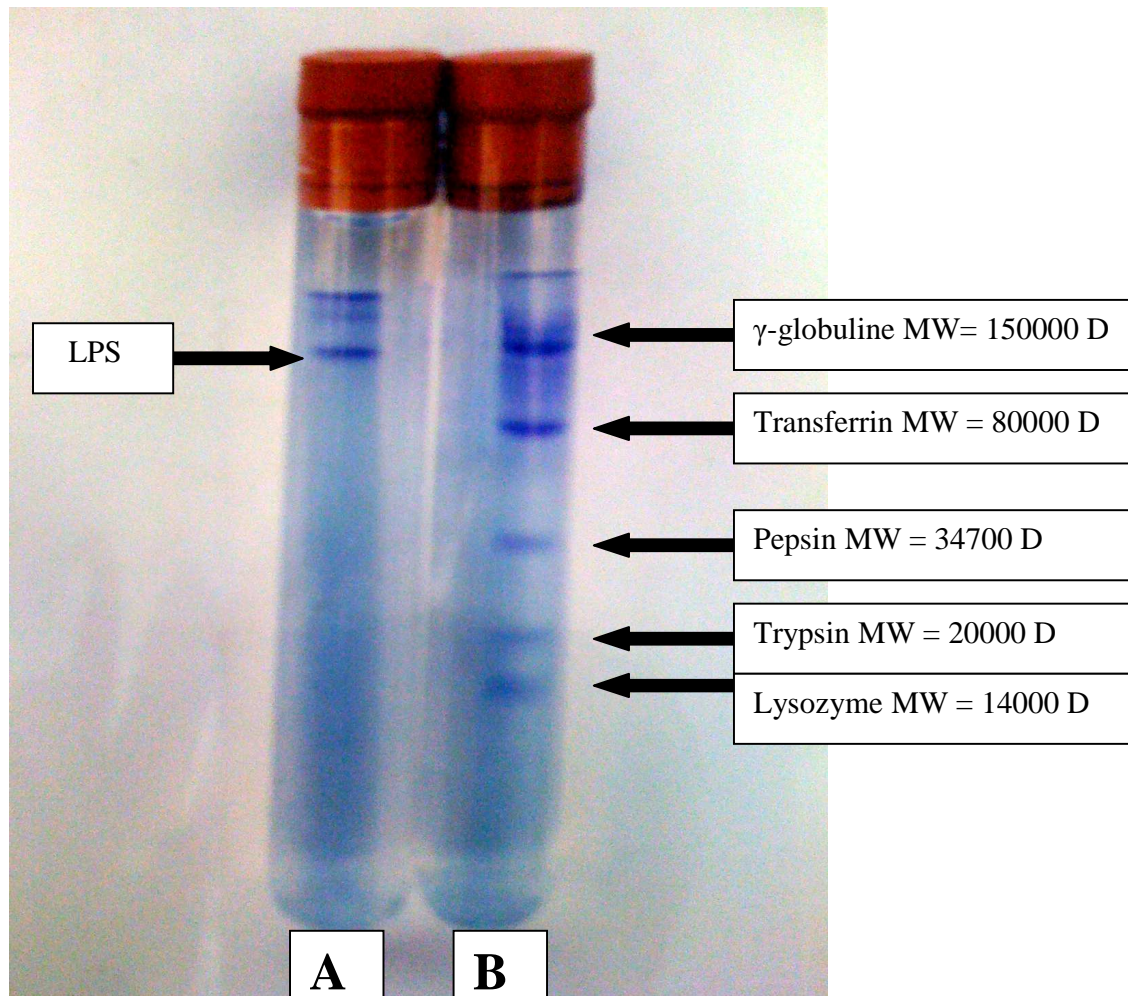 LPS
γ-globuline MW= 150000 D
Transferrin MW = 80000 D
Pepsin MW = 34700 D
Trypsin MW = 20000 D
Lysozyme MW = 14000 D
A
B